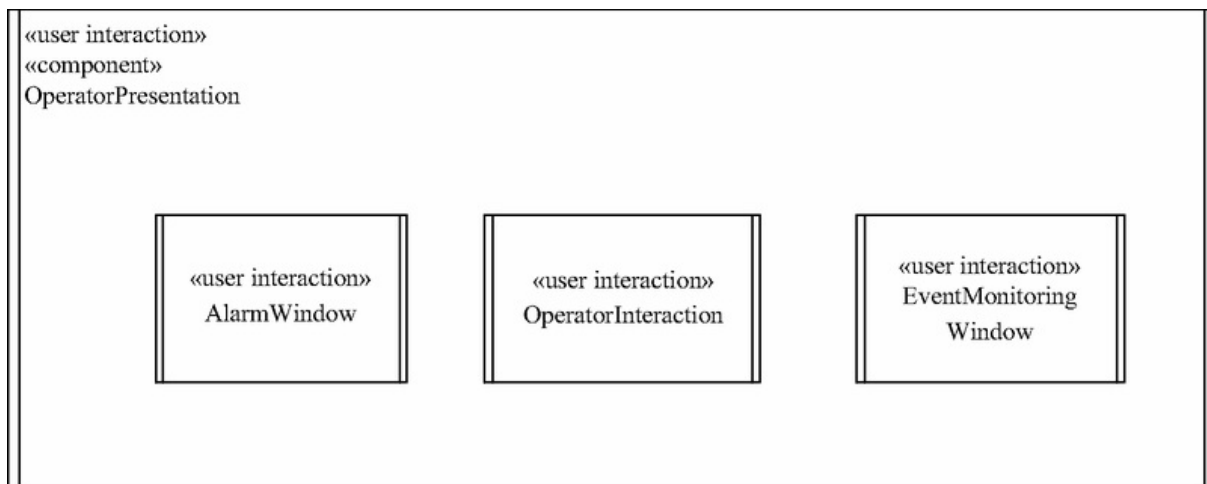 «user interaction»
«component»
OperatorPresentation
«user interaction»
AlarmWindow
«user interaction»
OperatorInteraction
«user interaction»
EventMonitoring
Window